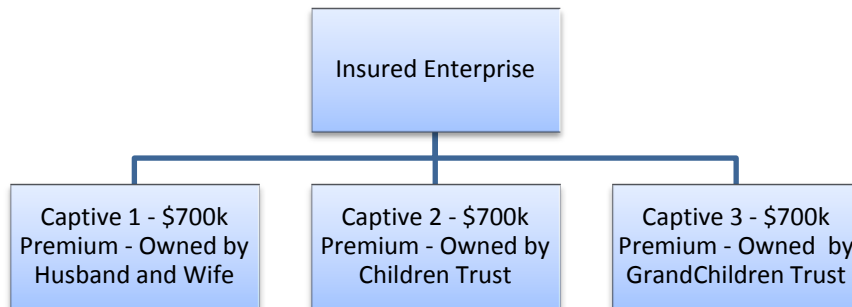 Insured Enterprise
Captive 1 - $700k
Premium - Owned by
Husband and Wife
Captive 2 - $700k
Premium - Owned by
Children Trust
Captive 3 - $700k
Premium - Owned by
GrandChildren Trust